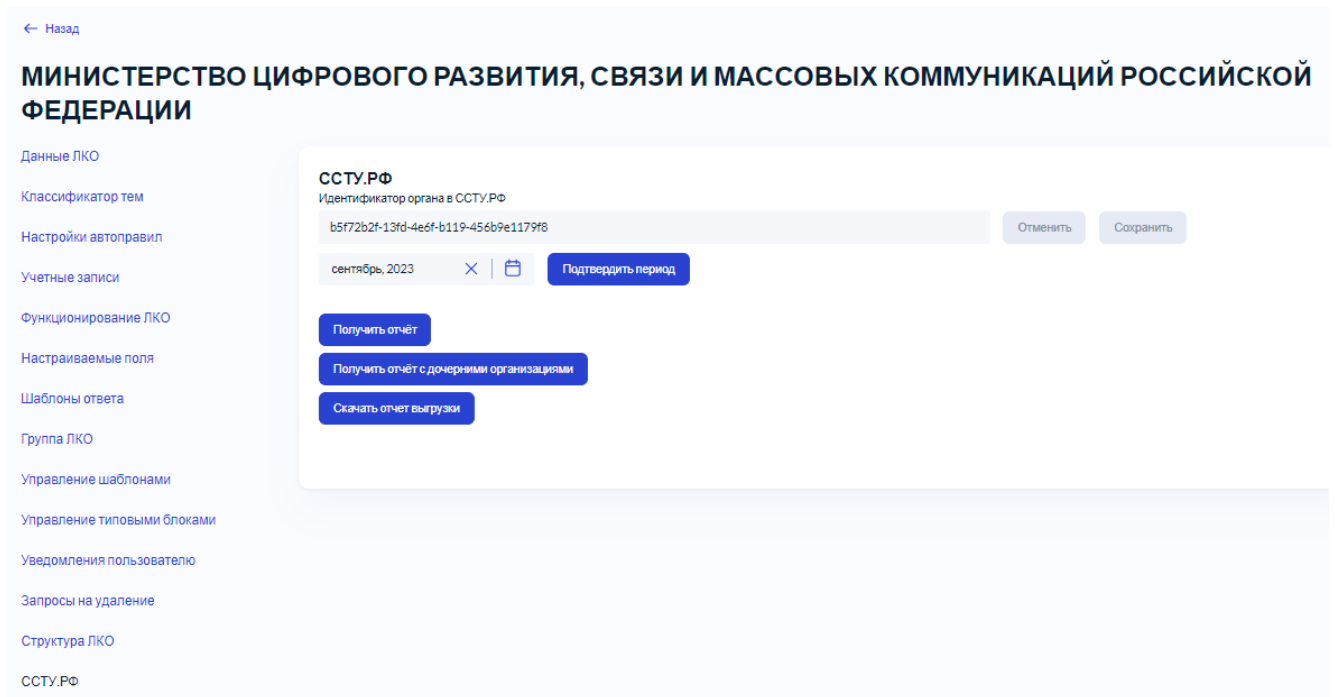 ← Назад
МИНИСТЕРСТВО ЦИФРОВОГО РАЗВИТИЯ, СВЯЗИ И МАССОВЫХ КОММУНИКАЦИЙ РОССИЙСКОЙ
ФЕДЕРАЦИИ
Данные ЛКО
Классификатор тем
Настройки автоправил
Учетные записи
Функционирование ЛКО
Настраиваемые поля
Шаблоны ответа
Группа ЛКО
Управление шаблонами
Управление типовыми блоками
Уведомления пользователю
Запросы на удаление
Структура ЛКО
ССТУ.РФ
ССТУ.РФ
Идентификатор органа в ССТУ.РФ
b5f72b2f-13fd-4e6f-b119-456b9e1179f8
Отменить
Сохранить
сентябрь, 2023
Подтвердить период
Получить отчёт
Получить отчёт с дочерними организациями
Скачать отчет выгрузки